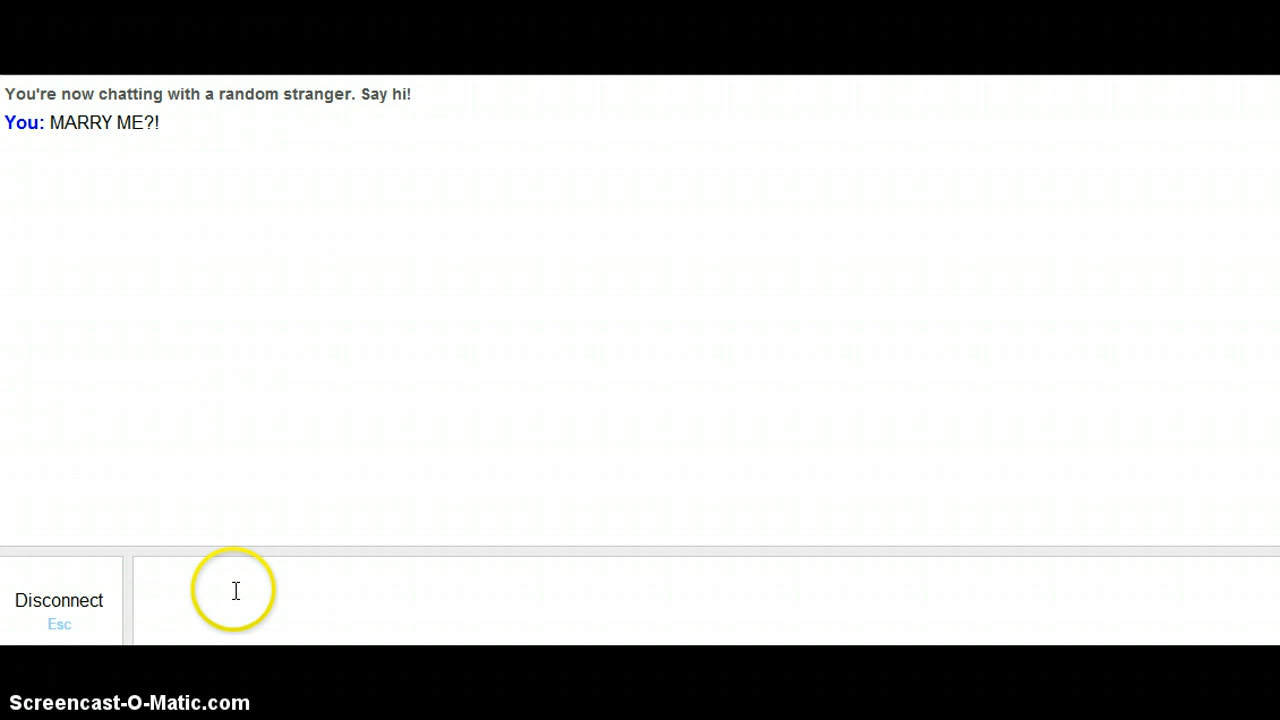 You're now chatting with a random stranger. Say hi!
You: MARRY ME?!
Disconnect
Esc
Screencast-O-Matic.com